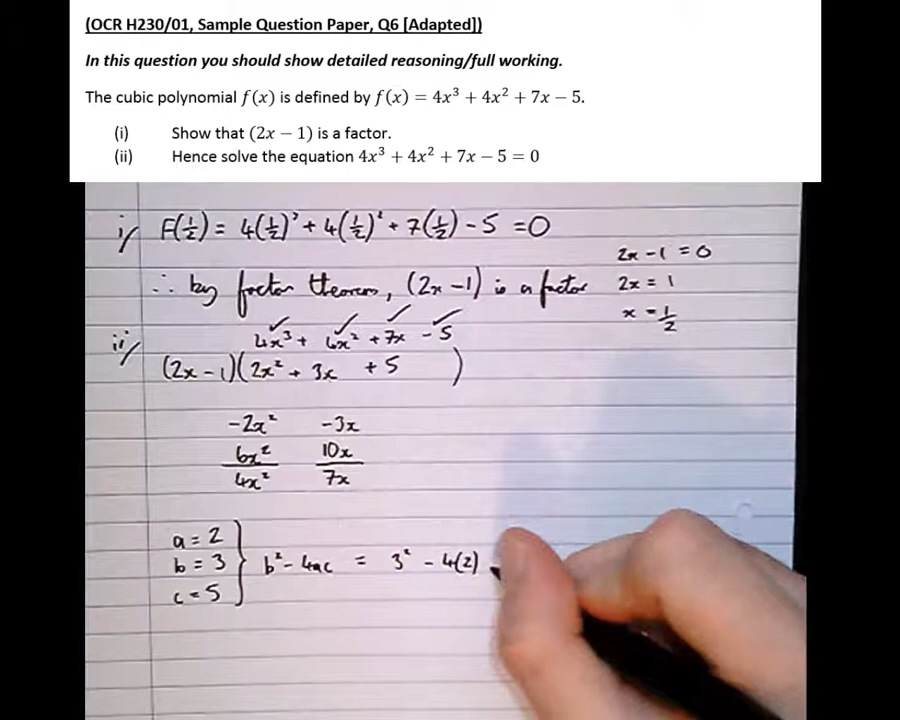 (OCR H230/01, Sample Question Paper, Q6 [Adapted])
In this question you should show detailed reasoning/full working.
The cubic polynomial f(x) is defined by f(x) = 4x³ + 4x² + 7x − 5.
(i) Show that (2x − 1) is a factor.
(ii) Hence solve the equation 4x³ + 4x² + 7x − 5 = 0
i/ F(½) = 4(½)³ + 4(½)² + 7(½) − 5 = 0
2x − 1 = 0
∴ by factor theorem, (2x − 1) is a factor
2x = 1
x = ½
ii/ 4x³ + 4x² + 7x − 5
(2x − 1)(2x² + 3x + 5 )
−2x² −3x
6x² 10x
4x² 7x
a = 2
b = 3 b² − 4ac = 3² − 4(2)
c = 5